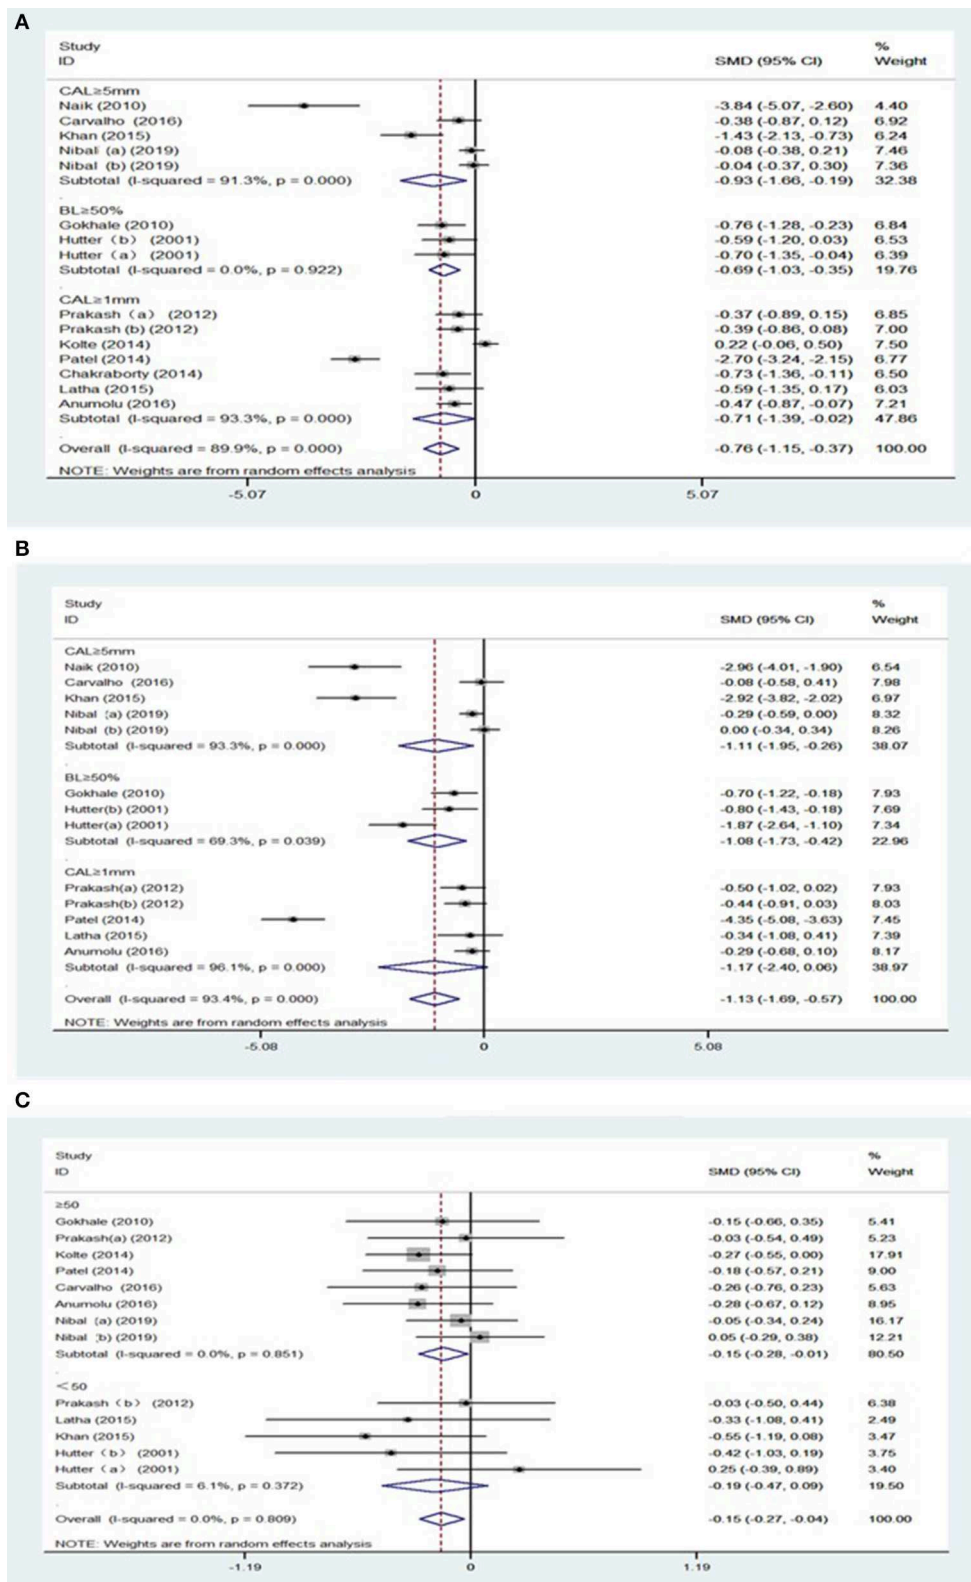 A
Study
ID
SMD (95% CI)
%
Weight
CAL≥5mm
Naik (2010) -3.84 (-5.07, -2.60) 4.40
Carvalho (2016) -0.38 (-0.87, 0.12) 6.92
Khan (2015) -1.43 (-2.13, -0.73) 6.24
Nibali (a) (2019) -0.08 (-0.38, 0.21) 7.46
Nibal (b) (2019) -0.04 (-0.37, 0.30) 7.36
Subtotal (I-squared = 91.3%, p = 0.000) -0.93 (-1.66, -0.19) 32.38
.
BL≥50%
Gokhale (2010) -0.76 (-1.28, -0.23) 6.84
Hutter (b) (2001) -0.59 (-1.20, 0.03) 6.53
Hutter (a) (2001) -0.70 (-1.35, -0.04) 6.39
Subtotal (I-squared = 0.0%, p = 0.922) -0.69 (-1.03, -0.35) 19.76
.
CAL≥1mm
Prakash (a) (2012) -0.37 (-0.89, 0.15) 6.85
Prakash (b) (2012) -0.39 (-0.86, 0.08) 7.00
Kolte (2014) 0.22 (-0.06, 0.50) 7.50
Patel (2014) -2.70 (-3.24, -2.15) 6.77
Chakraborty (2014) -0.73 (-1.36, -0.11) 6.50
Latha (2015) -0.59 (-1.35, 0.17) 6.03
Anumolu (2016) -0.47 (-0.87, -0.07) 7.21
Subtotal (I-squared = 93.3%, p = 0.000) -0.71 (-1.39, -0.02) 47.86
.
Overall (I-squared = 89.9%, p = 0.000) -0.76 (-1.15, -0.37) 100.00
NOTE: Weights are from random effects analysis
-5.07 0 5.07
B
Study
ID
SMD (95% CI)
%
Weight
CAL≥5mm
Naik (2010) -2.96 (-4.01, -1.90) 6.54
Carvalho (2016) -0.08 (-0.58, 0.41) 7.98
Khan (2015) -2.92 (-3.82, -2.02) 6.97
Nibal (a) (2019) -0.29 (-0.59, 0.00) 8.32
Nibal (b) (2019) 0.00 (-0.34, 0.34) 8.26
Subtotal (I-squared = 93.3%, p = 0.000) -1.11 (-1.95, -0.26) 38.07
.
BL≥50%
Gokhale (2010) -0.70 (-1.22, -0.18) 7.93
Hutter(b) (2001) -0.80 (-1.43, -0.18) 7.69
Hutter(a) (2001) -1.87 (-2.64, -1.10) 7.34
Subtotal (I-squared = 69.3%, p = 0.039) -1.08 (-1.73, -0.42) 22.96
.
CAL≥1mm
Prakash(a) (2012) -0.50 (-1.02, 0.02) 7.93
Prakash(b) (2012) -0.44 (-0.91, 0.03) 8.03
Patel (2014) -4.35 (-5.08, -3.63) 7.45
Latha (2015) -0.34 (-1.08, 0.41) 7.39
Anumolu (2016) -0.29 (-0.68, 0.10) 8.17
Subtotal (I-squared = 96.1%, p = 0.000) -1.17 (-2.40, 0.06) 38.97
.
Overall (I-squared = 93.4%, p = 0.000) -1.13 (-1.69, -0.57) 100.00
NOTE: Weights are from random effects analysis
-5.08 0 5.08
C
Study
ID
SMD (95% CI)
%
Weight
≥50
Gokhale (2010) -0.15 (-0.66, 0.35) 5.41
Prakash(a) (2012) -0.03 (-0.54, 0.49) 5.23
Kolte (2014) -0.27 (-0.55, 0.00) 17.91
Patel (2014) -0.18 (-0.57, 0.21) 9.00
Carvalho (2016) -0.26 (-0.76, 0.23) 5.63
Anumolu (2016) -0.28 (-0.67, 0.12) 8.95
Nibal (a) (2019) -0.05 (-0.34, 0.24) 16.17
Nibal (b) (2019) 0.05 (-0.29, 0.38) 12.21
Subtotal (I-squared = 0.0%, p = 0.851) -0.15 (-0.28, -0.01) 80.50
.
＜50
Prakash (b) (2012) -0.03 (-0.50, 0.44) 6.38
Latha (2015) -0.33 (-1.08, 0.41) 2.49
Khan (2015) -0.55 (-1.19, 0.08) 3.47
Hutter (b) (2001) -0.42 (-1.03, 0.19) 3.75
Hutter (a) (2001) 0.25 (-0.39, 0.89) 3.40
Subtotal (I-squared = 6.1%, p = 0.372) -0.19 (-0.47, 0.09) 19.50
.
Overall (I-squared = 0.0%, p = 0.809) -0.15 (-0.27, -0.04) 100.00
NOTE: Weights are from random effects analysis
-1.19 0 1.19